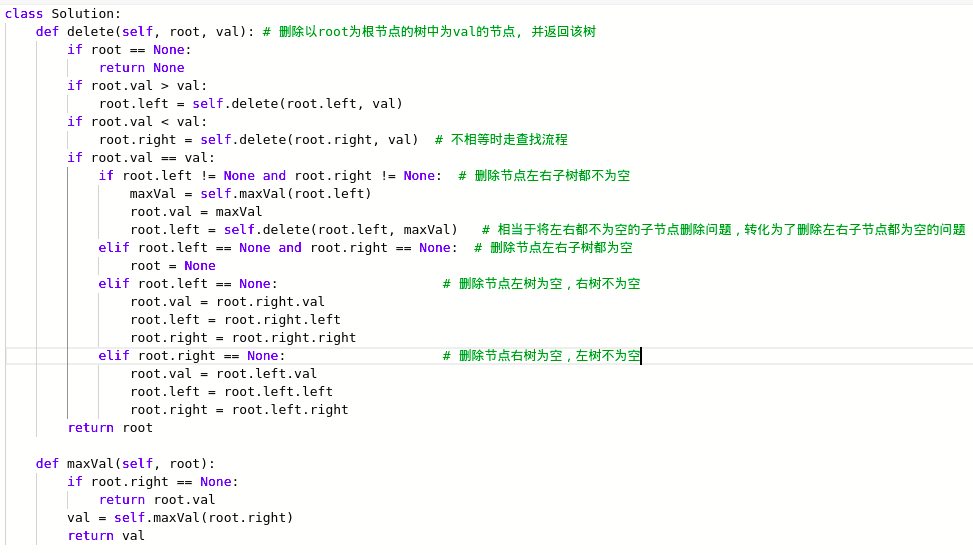 class Solution:
    def delete(self, root, val): # 删除以root为根节点的树中为val的节点, 并返回该树
        if root == None:
            return None
        if root.val > val:
            root.left = self.delete(root.left, val)
        if root.val < val:
            root.right = self.delete(root.right, val)  # 不相等时走查找流程
        if root.val == val:
            if root.left != None and root.right != None:  # 删除节点左右子树都不为空
                maxVal = self.maxVal(root.left)
                root.val = maxVal
                root.left = self.delete(root.left, maxVal)   # 相当于将左右都不为空的子节点删除问题，转化为了删除左右子节点都为空的问题
            elif root.left == None and root.right == None:  # 删除节点左右子树都为空
                root = None
            elif root.left == None:                     # 删除节点左树为空，右树不为空
                root.val = root.right.val
                root.left = root.right.left
                root.right = root.right.right
            elif root.right == None:                    # 删除节点右树为空，左树不为空
                root.val = root.left.val
                root.left = root.left.left
                root.right = root.left.right
        return root

    def maxVal(self, root):
        if root.right == None:
            return root.val
        val = self.maxVal(root.right)
        return val